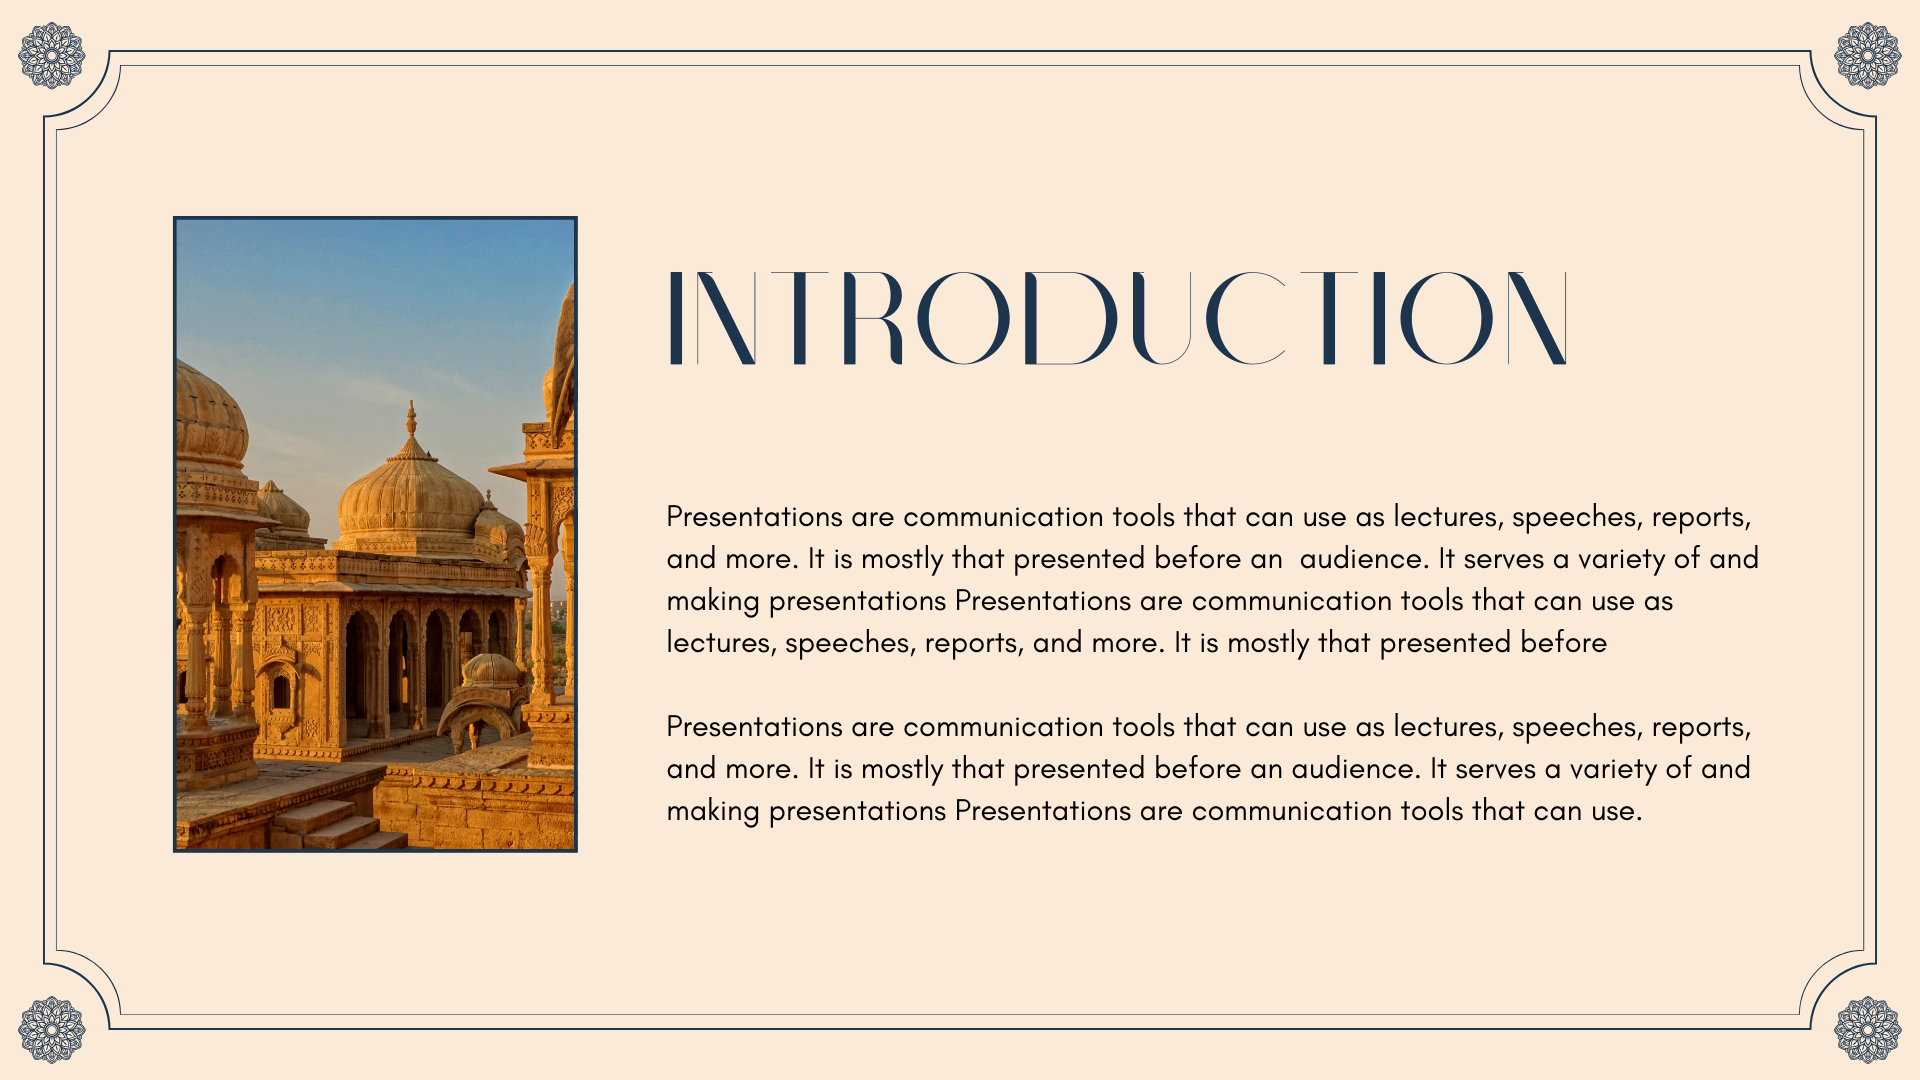 INTRODUCTION
Presentations are communication tools that can use as lectures, speeches, reports,
and more. It is mostly that presented before an  audience. It serves a variety of and
making presentations Presentations are communication tools that can use as
lectures, speeches, reports, and more. It is mostly that presented before
Presentations are communication tools that can use as lectures, speeches, reports,
and more. It is mostly that presented before an audience. It serves a variety of and
making presentations Presentations are communication tools that can use.